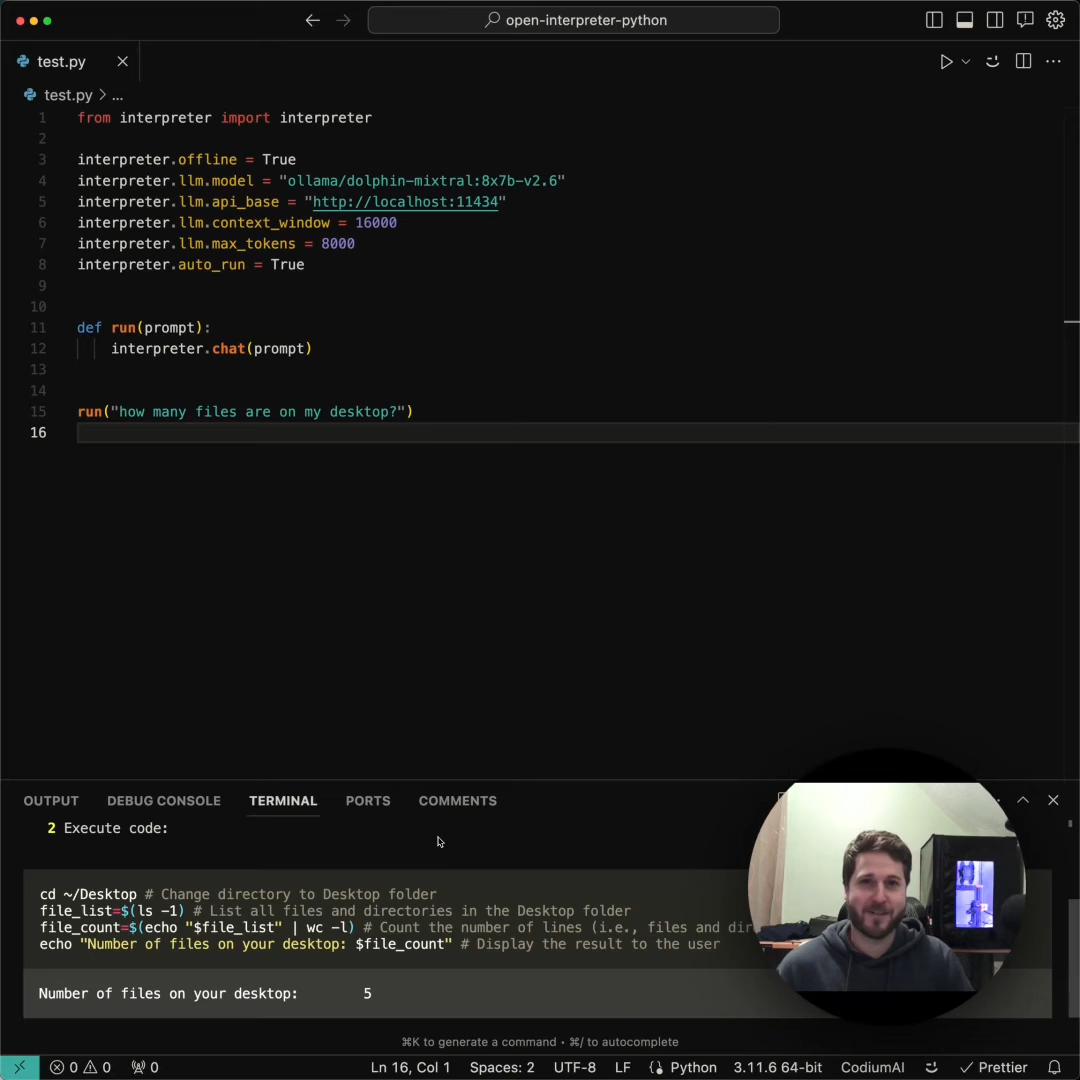 open-interpreter-python
test.py
test.py > ...
1 from interpreter import interpreter
2
3 interpreter.offline = True
4 interpreter.llm.model = "ollama/dolphin-mixtral:8x7b-v2.6"
5 interpreter.llm.api_base = "http://localhost:11434"
6 interpreter.llm.context_window = 16000
7 interpreter.llm.max_tokens = 8000
8 interpreter.auto_run = True
9
10
11 def run(prompt):
12 interpreter.chat(prompt)
13
14
15 run("how many files are on my desktop?")
16
OUTPUT DEBUG CONSOLE TERMINAL PORTS COMMENTS
2 Execute code:
cd ~/Desktop # Change directory to Desktop folder
file_list=$(ls -1) # List all files and directories in the Desktop folder
file_count=$(echo "$file_list" | wc -l) # Count the number of lines (i.e., files and dir
echo "Number of files on your desktop: $file_count" # Display the result to the user
Number of files on your desktop: 5
⌘K to generate a command • ⌘/ to autocomplete
0 0 0 Ln 16, Col 1 Spaces: 2 UTF-8 LF Python 3.11.6 64-bit CodiumAI Prettier